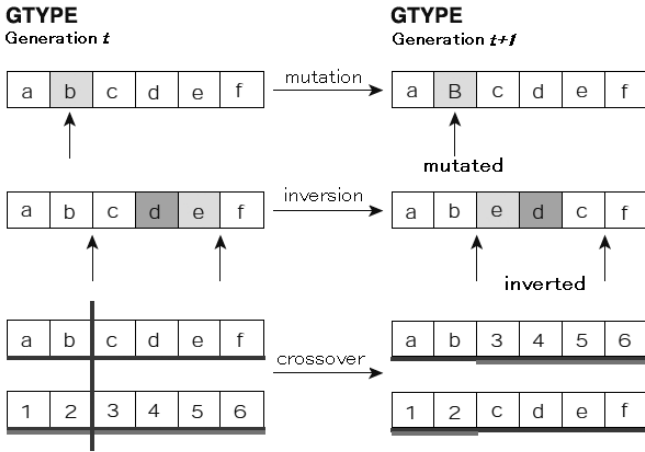 GTYPE GTYPE
Generation t Generation t+1
a b c d e f mutation a B c d e f
mutated
a b c d e f inversion a b e d c f
inverted
a b c d e f a b 3 4 5 6
crossover
1 2 3 4 5 6 1 2 c d e f